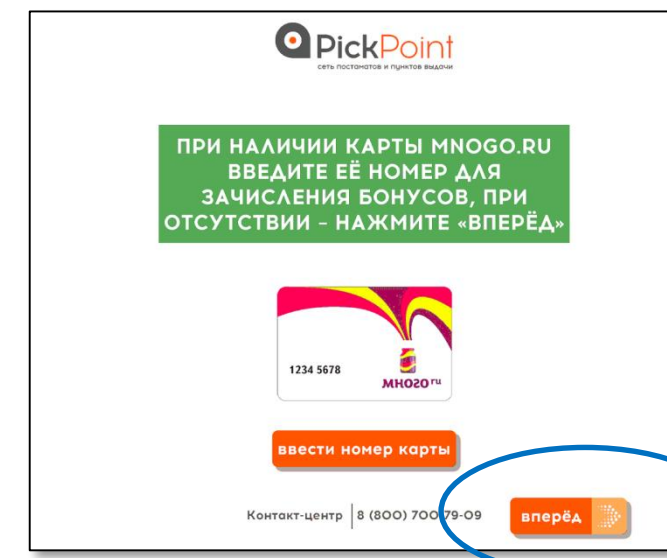 PickPoint
сеть постаматов и пунктов выдачи
ПРИ НАЛИЧИИ КАРТЫ MNOGO.RU
ВВЕДИТЕ ЕЁ НОМЕР ДЛЯ
ЗАЧИСЛЕНИЯ БОНУСОВ, ПРИ
ОТСУТСТВИИ – НАЖМИТЕ «ВПЕРЁД»
1234 5678
много ru
ввести номер карты
Контакт-центр 8 (800) 700-79-09
вперёд